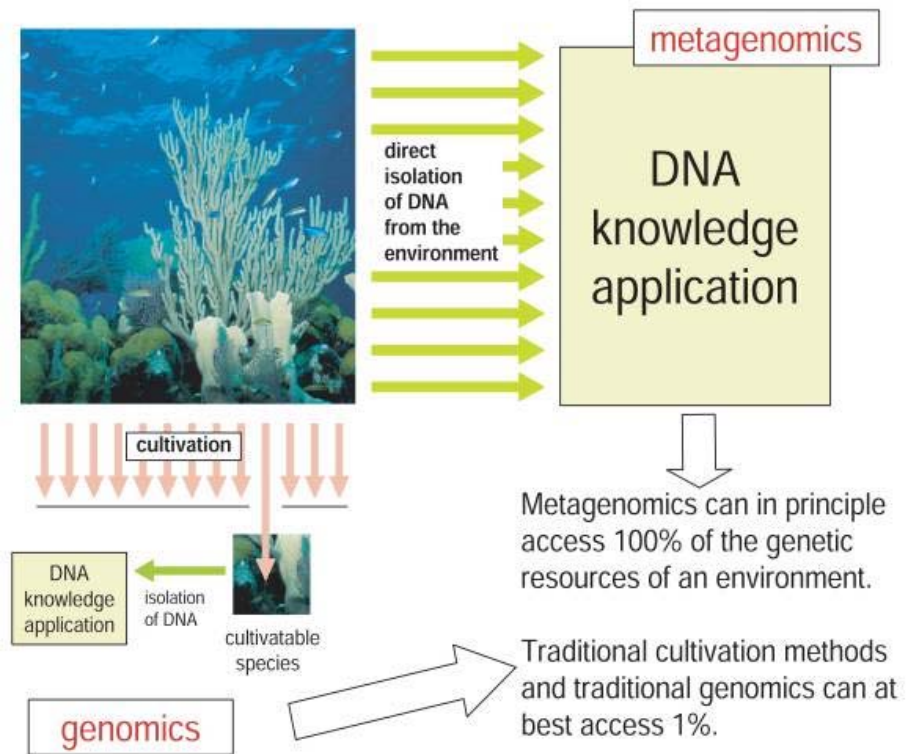 metagenomics
direct
isolation
of DNA
from the
environment
DNA
knowledge
application
cultivation
Metagenomics can in principle
access 100% of the genetic
resources of an environment.
DNA
knowledge
application
isolation
of DNA
cultivatable
species
Traditional cultivation methods
and traditional genomics can at
best access 1%.
genomics